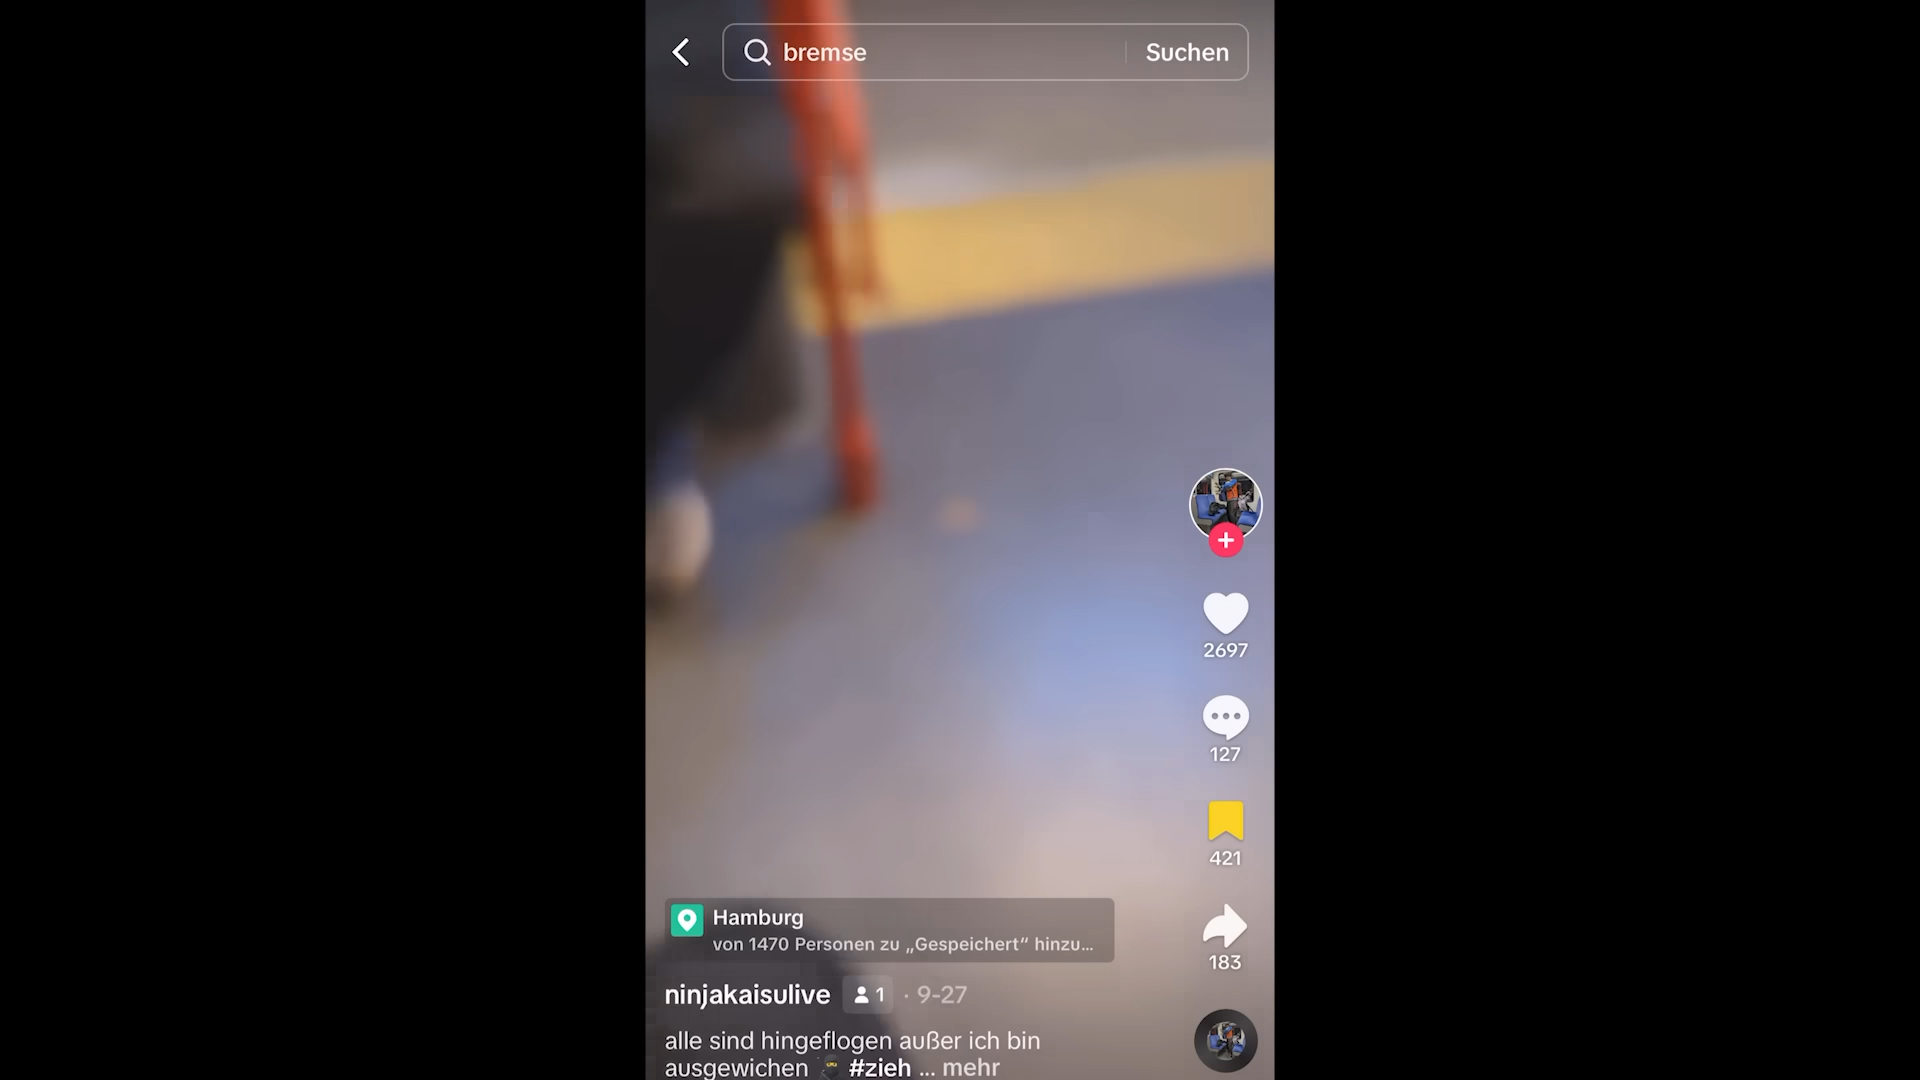 bremse
Suchen
2697
127
421
183
Hamburg
von 1470 Personen zu „Gespeichert“ hinzu...
ninjakaisulive 1 · 9-27
alle sind hingeflogen außer ich bin
ausgewichen #zieh ... mehr